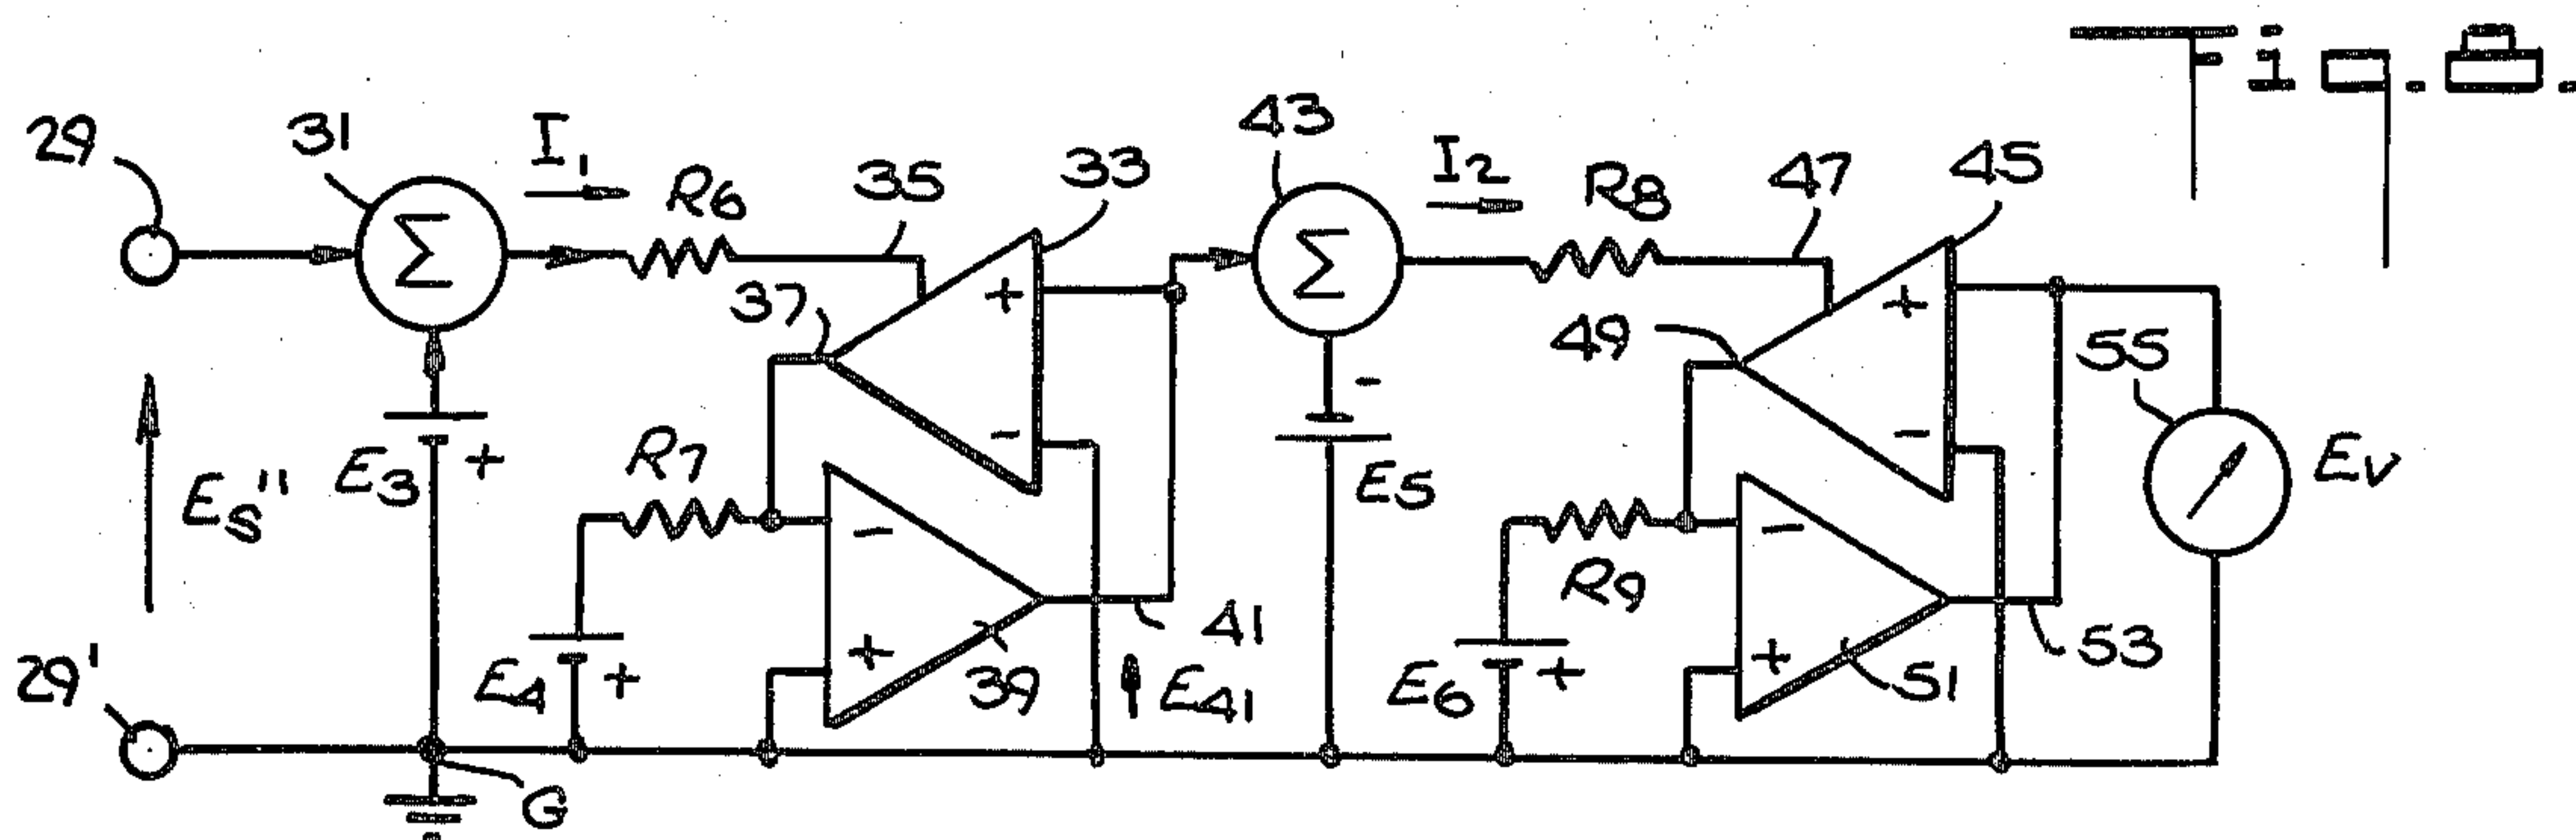 Fig. 8.
29
31
I1
R6
35
33
43
I2
R8
47
45
Σ
+
37
Σ
+
49
55
-
-
-
Es"
E3
+
R7
-
E5
R9
-
Ev
E4
+
+
39
41
E41
E6
+
+
51
53
29'
G